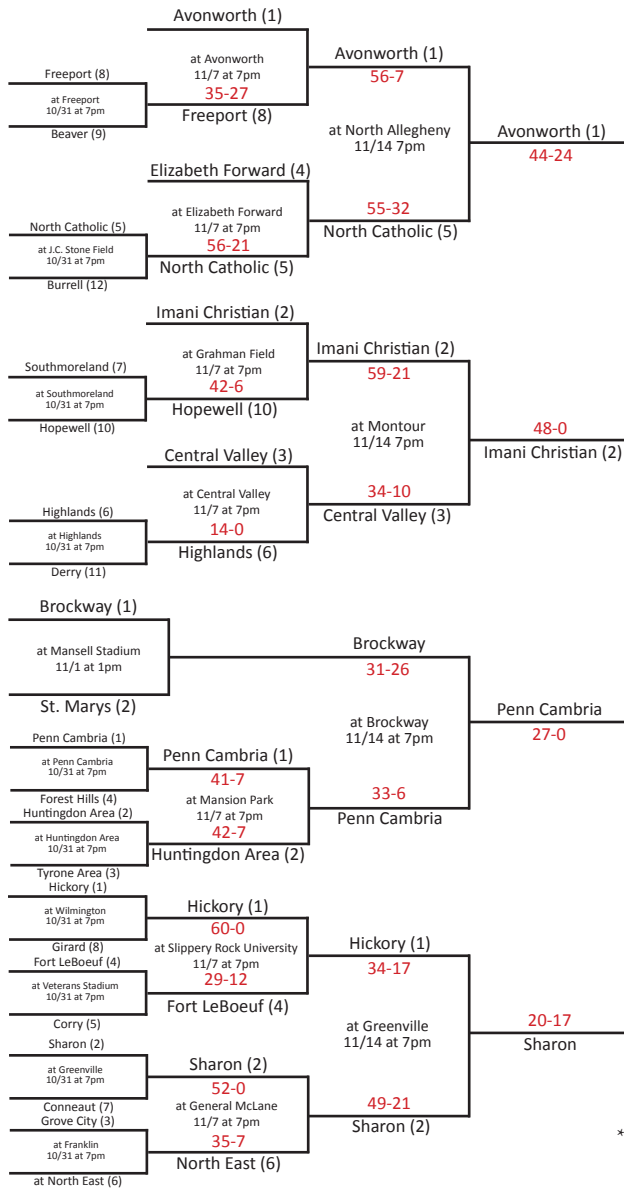 Avonworth (1)
Freeport (8)
at Freeport
10/31 at 7pm
Beaver (9)
at Avonworth
11/7 at 7pm
35-27
Freeport (8)
Avonworth (1)
56-7
at North Allegheny
11/14 7pm
Avonworth (1)
44-24
Elizabeth Forward (4)
North Catholic (5)
at J.C. Stone Field
10/31 at 7pm
Burrell (12)
at Elizabeth Forward
11/7 at 7pm
56-21
North Catholic (5)
55-32
North Catholic (5)
Imani Christian (2)
Southmoreland (7)
at Southmoreland
10/31 at 7pm
Hopewell (10)
at Grahman Field
11/7 at 7pm
42-6
Hopewell (10)
Imani Christian (2)
59-21
at Montour
11/14 7pm
48-0
Imani Christian (2)
Central Valley (3)
Highlands (6)
at Highlands
10/31 at 7pm
Derry (11)
at Central Valley
11/7 at 7pm
14-0
Highlands (6)
34-10
Central Valley (3)
Brockway (1)
at Mansell Stadium
11/1 at 1pm
St. Marys (2)
Brockway
31-26
at Brockway
11/14 at 7pm
Penn Cambria
27-0
Penn Cambria (1)
at Penn Cambria
10/31 at 7pm
Forest Hills (4)
Huntingdon Area (2)
at Huntingdon Area
10/31 at 7pm
Tyrone Area (3)
Penn Cambria (1)
41-7
at Mansion Park
11/7 at 7pm
42-7
Huntingdon Area (2)
33-6
Penn Cambria
Hickory (1)
at Wilmington
10/31 at 7pm
Girard (8)
Fort LeBoeuf (4)
at Veterans Stadium
10/31 at 7pm
Corry (5)
Hickory (1)
60-0
at Slippery Rock University
11/7 at 7pm
29-12
Fort LeBoeuf (4)
Hickory (1)
34-17
at Greenville
11/14 at 7pm
20-17
Sharon
Sharon (2)
at Greenville
10/31 at 7pm
Conneaut (7)
Grove City (3)
at Franklin
10/31 at 7pm
at North East (6)
Sharon (2)
52-0
at General McLane
11/7 at 7pm
35-7
North East (6)
49-21
Sharon (2)
*